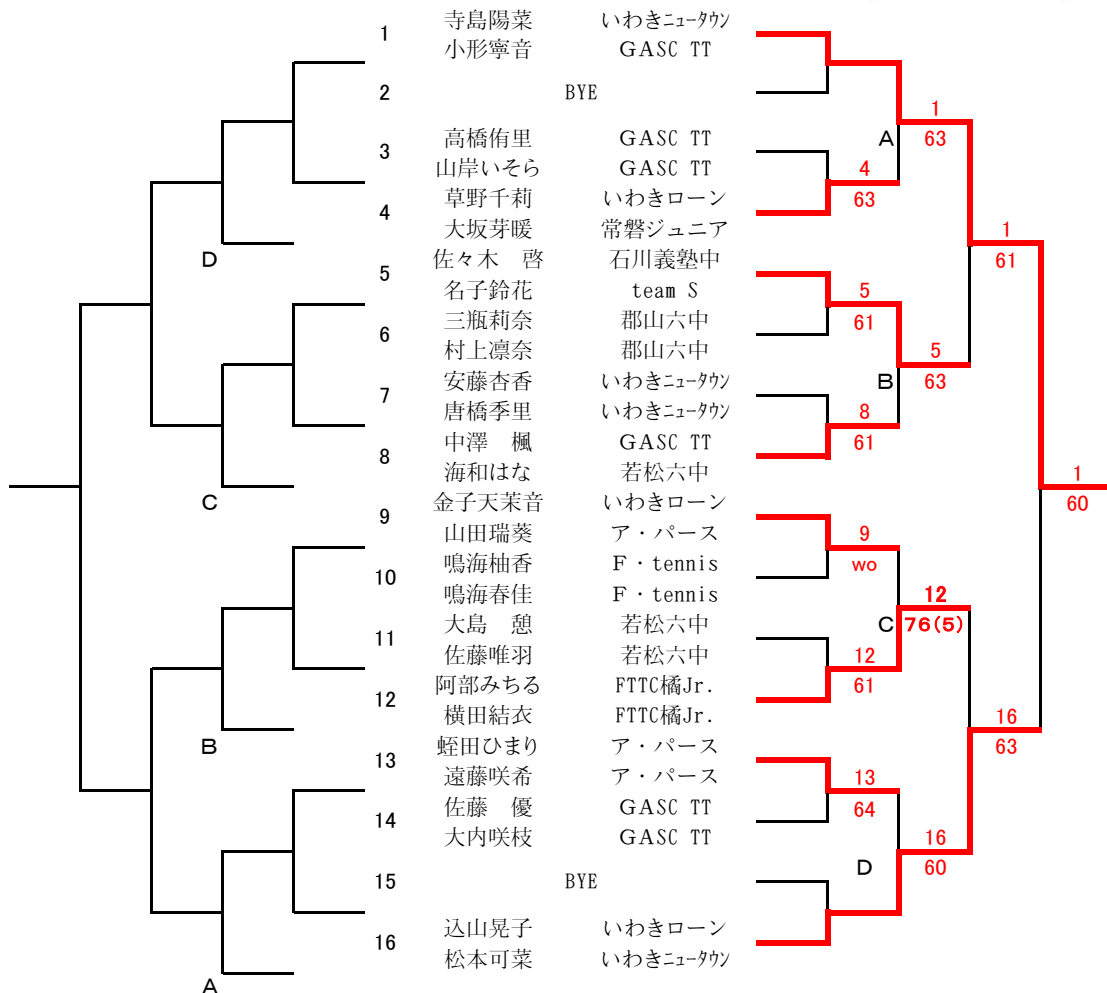 寺島陽菜 いわきニュータウン
1
小形寧音 GASC TT
2 BYE
1
高橋侑里 GASC TT A 63
3
山岸いそら GASC TT 4
草野千莉 いわきローン 63
4
大坂芽暖 常磐ジュニア 1
D 佐々木 啓 石川義塾中 61
5
名子鈴花 team S 5
三瓶莉奈 郡山六中 61
6
村上凛奈 郡山六中 5
安藤杏香 いわきニュータウン B 63
7
唐橋季里 いわきニュータウン 8
中澤 楓 GASC TT 61
8
海和はな 若松六中 1
C 金子天茉音 いわきローン 60
9
山田瑞葵 ア・パース 9
鳴海柚香 F・tennis wo
10
鳴海春佳 F・tennis 12
大島 憩 若松六中 C 76(5)
11
佐藤唯羽 若松六中 12
阿部みちる FTTC橘Jr. 61
12
横田結衣 FTTC橘Jr. 16
B 蛭田ひまり ア・パース 63
13
遠藤咲希 ア・パース 13
佐藤 優 GASC TT 64
14
大内咲枝 GASC TT 16
D 60
15 BYE
込山晃子 いわきローン
16
松本可菜 いわきニュータウン
A